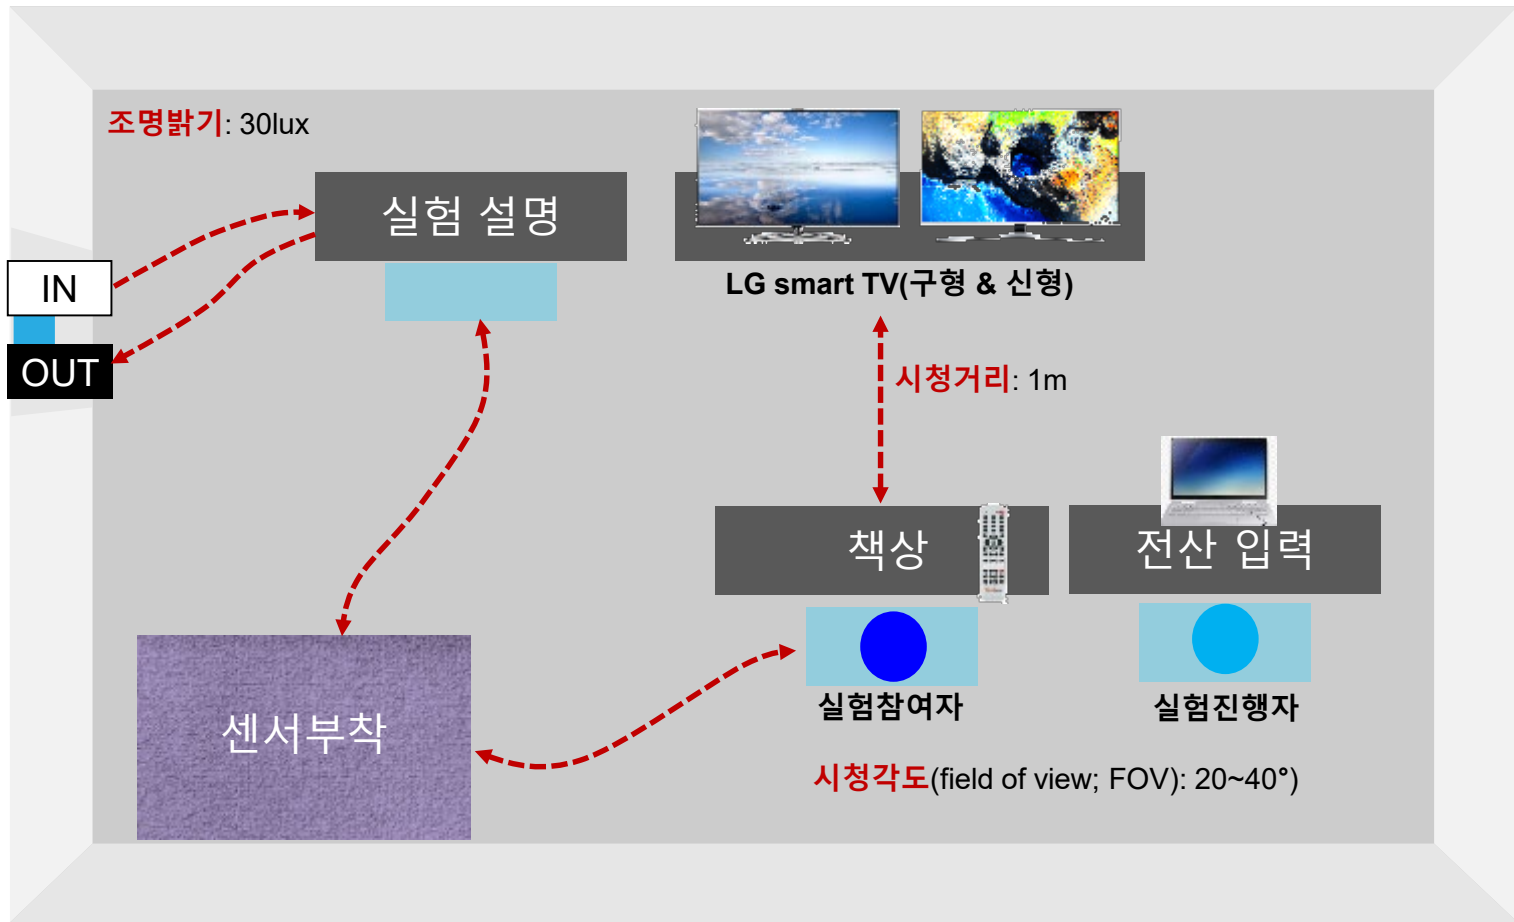 조명밝기: 30lux
실험 설명
IN
OUT
LG smart TV(구형 & 신형)
시청거리: 1m
책상
전산 입력
센서부착
실험참여자
실험진행자
시청각도(field of view; FOV): 20~40°)